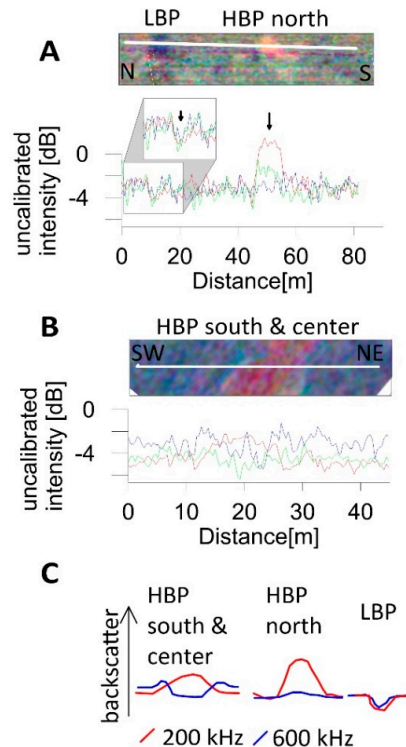 LBP HBP north
A
N S
uncalibrated
intensity [dB]
0
-4
0 20 40 60 80
Distance[m]
B
HBP south & center
SW NE
uncalibrated
intensity [dB]
0
-4
0 10 20 30 40
Distance[m]
C
backscatter
HBP
south &
center
HBP
north
LBP
200 kHz 600 kHz